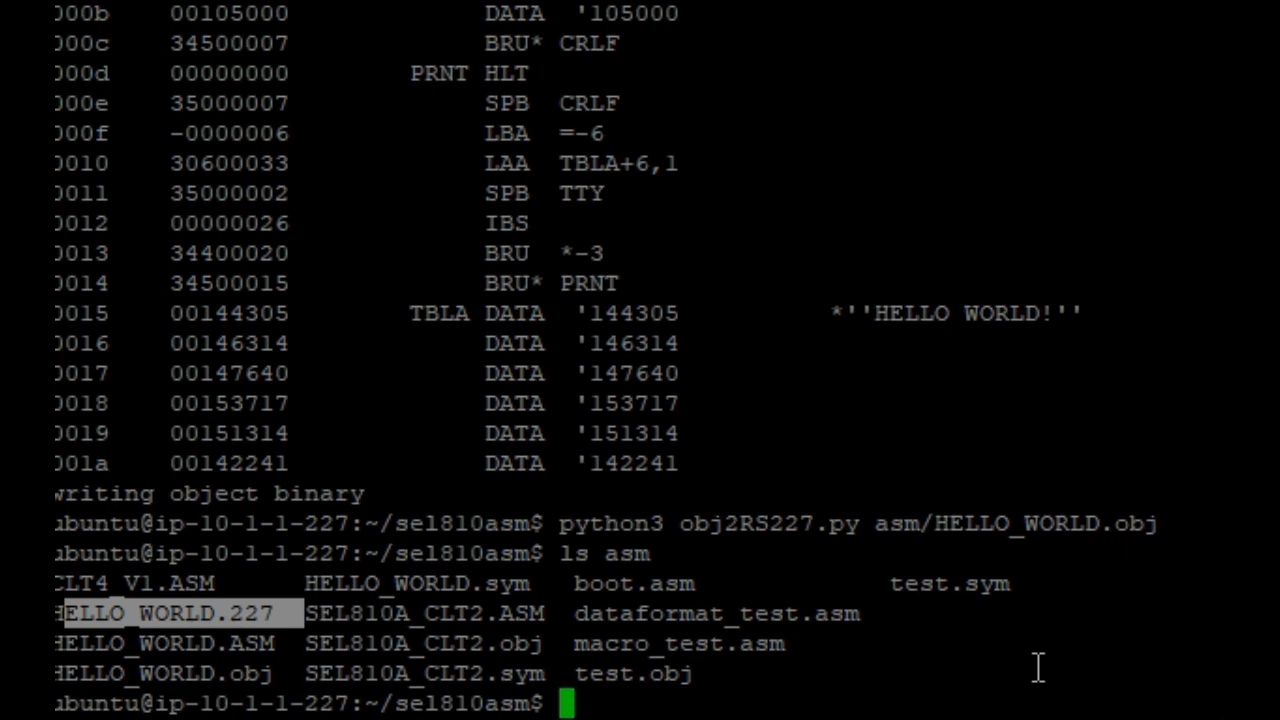 000b 00105000 DATA '105000
000c 34500007 BRU* CRLF
000d 00000000 PRNT HLT
000e 35000007 SPB CRLF
000f -0000006 LBA =-6
0010 30600033 LAA TBLA+6,1
0011 35000002 SPB TTY
0012 00000026 IBS
0013 34400020 BRU *-3
0014 34500015 BRU* PRNT
0015 00144305 TBLA DATA '144305 *''HELLO WORLD!''
0016 00146314 DATA '146314
0017 00147640 DATA '147640
0018 00153717 DATA '153717
0019 00151314 DATA '151314
001a 00142241 DATA '142241
writing object binary
ubuntu@ip-10-1-1-227:~/sel810asm$ python3 obj2RS227.py asm/HELLO_WORLD.obj
ubuntu@ip-10-1-1-227:~/sel810asm$ ls asm
CLT4_V1.ASM HELLO_WORLD.sym boot.asm test.sym
HELLO_WORLD.227 SEL810A_CLT2.ASM dataformat_test.asm
HELLO_WORLD.ASM SEL810A_CLT2.obj macro_test.asm
HELLO_WORLD.obj SEL810A_CLT2.sym test.obj
ubuntu@ip-10-1-1-227:~/sel810asm$